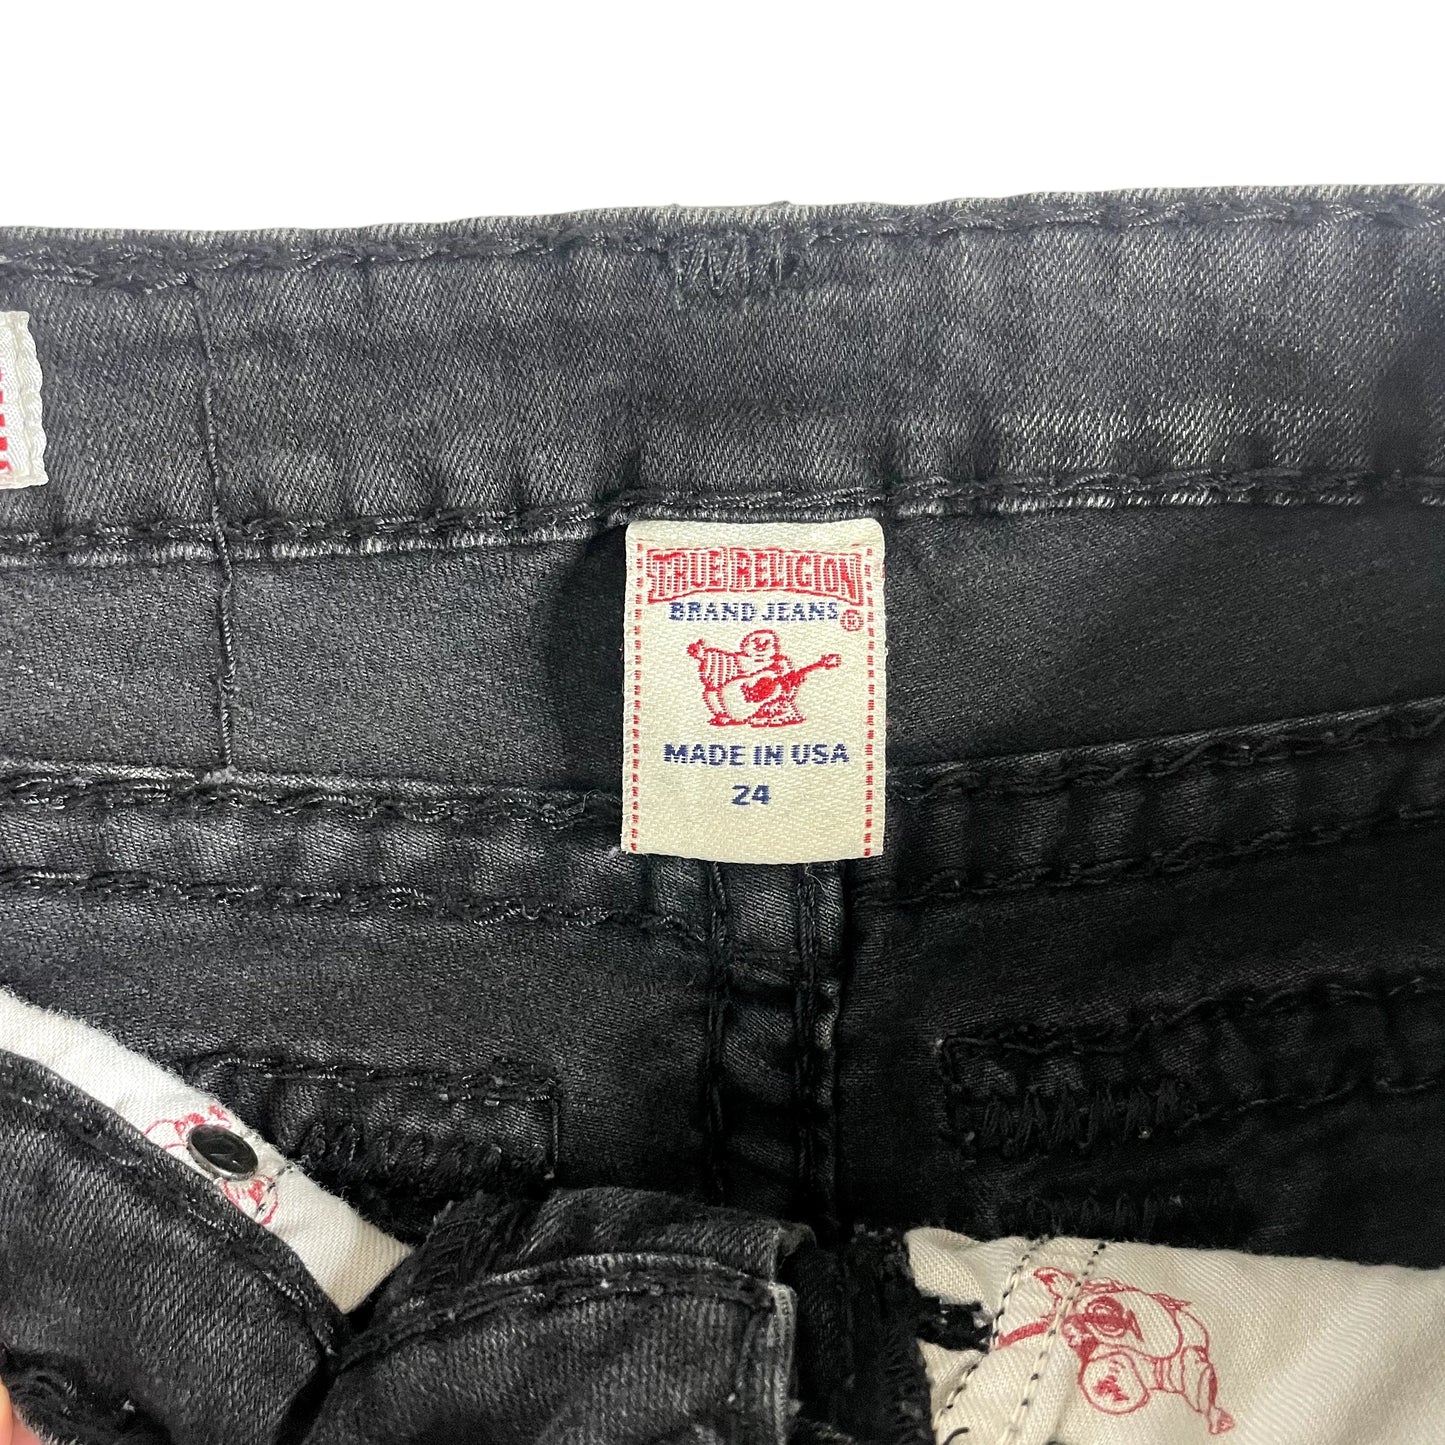 TRUE RELIGION
BRAND JEANS ®
MADE IN USA
24